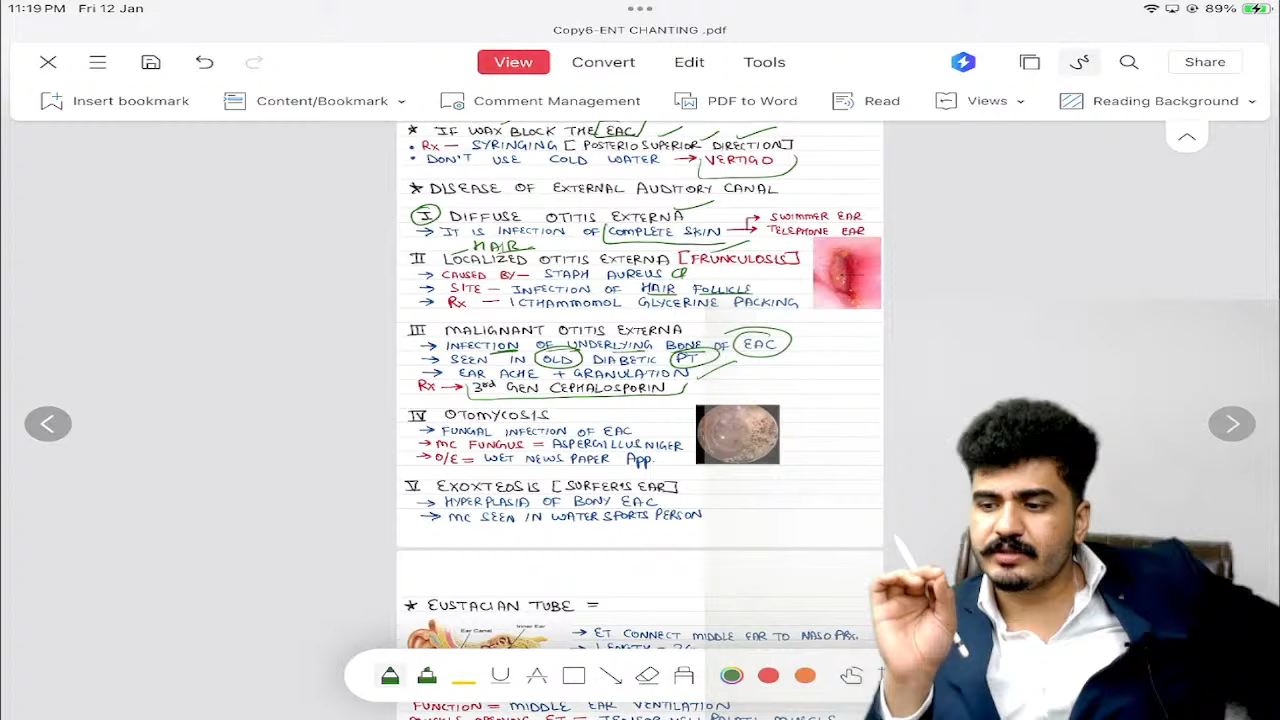 11:19 PM Fri 12 Jan
89%
Copy6-ENT CHANTING .pdf
View Convert Edit Tools
Share
Insert bookmark Content/Bookmark Comment Management PDF to Word Read Views Reading Background
* IF WAX BLOCK THE [EAC]
• Rx — SYRINGING [POSTERIO SUPERIOR DIRECTION]
• DON'T USE COLD WATER → VERTIGO
* DISEASE OF EXTERNAL AUDITORY CANAL
I DIFFUSE OTITIS EXTERNA
→ SWIMMER EAR
→ IT IS INFECTION OF COMPLETE SKIN
→ TELEPHONE EAR
HAIR
II LOCALIZED OTITIS EXTERNA [FRUNCULOSIS]
→ CAUSED BY — STAPH AUREUS
→ SITE — INFECTION OF HAIR FOLLICLE
→ Rx — ICTHAMMOMOL GLYCERINE PACKING
III MALIGNANT OTITIS EXTERNA
→ INFECTION OF UNDERLYING BONE OF EAC
→ SEEN IN OLD DIABETIC PT
→ EAR ACHE + GRANULATION
Rx → 3rd GEN CEPHALOSPORIN
IV OTOMYCOSIS
→ FUNGAL INFECTION OF EAC
→ MC FUNGUS = ASPERGILLUS NIGER
→ O/E = WET NEWS PAPER App.
V EXOXTEOSIS [SURFER'S EAR]
→ HYPERPLASIA OF BONY EAC
→ MC SEEN IN WATER SPORTS PERSON
* EUSTACIAN TUBE =
Ear Canal Inner Ear
→ ET CONNECT MIDDLE EAR TO NASO
FUNCTION = MIDDLE EAR VENTILATION